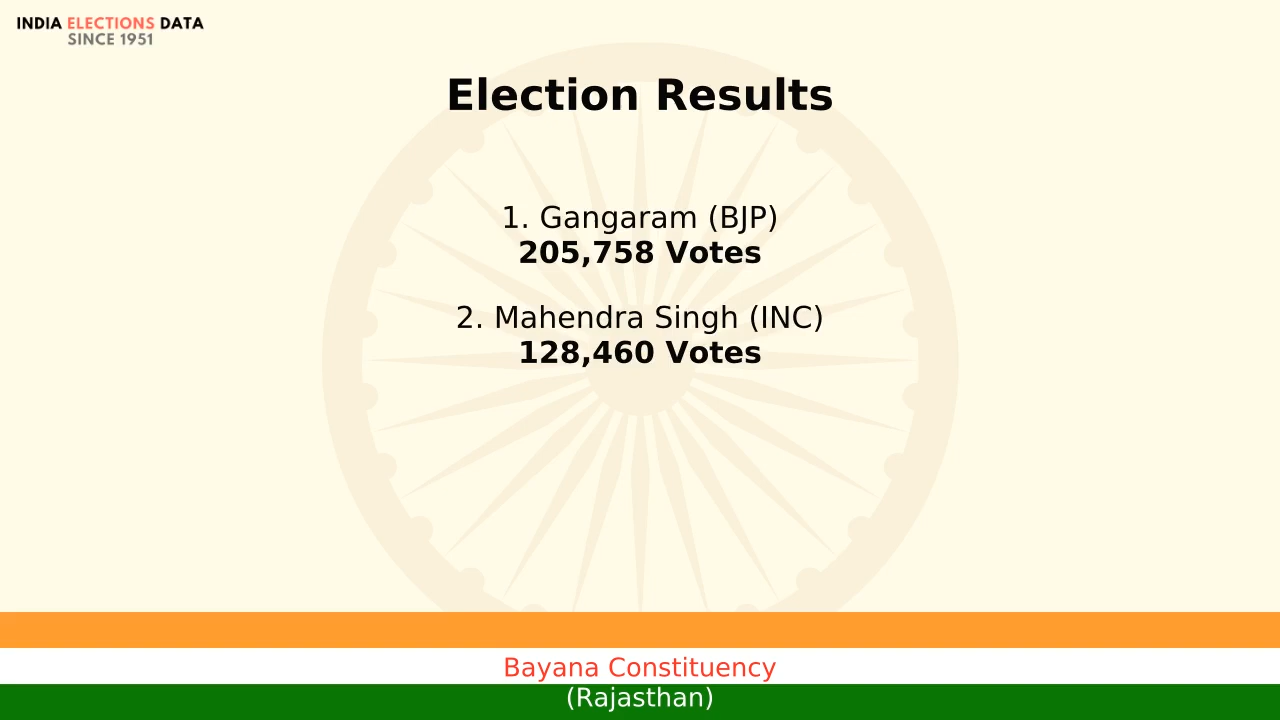 INDIA ELECTIONS DATA
SINCE 1951
Election Results
1. Gangaram (BJP)
205,758 Votes
2. Mahendra Singh (INC)
128,460 Votes
Bayana Constituency
(Rajasthan)